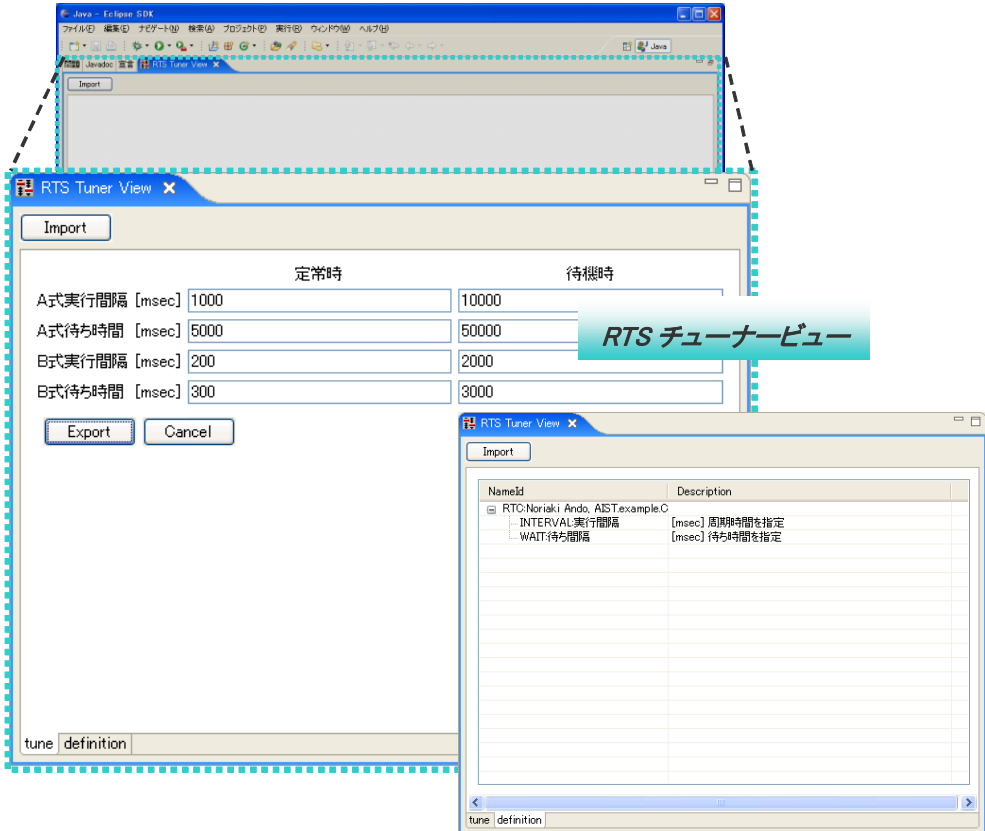 Java - Eclipse SDK
ファイル(F) 編集(E) ナビゲート(N) 検索(A) プロジェクト(P) 実行(R) ウィンドウ(W) ヘルプ(H)
Java
問題 Javadoc 宣言 RTS Tuner View
Import
RTS Tuner View
Import
定常時 待機時
A式実行間隔 [msec] 1000 10000
A式待ち時間 [msec] 5000 50000
B式実行間隔 [msec] 200 2000
B式待ち時間 [msec] 300 3000
Export Cancel
tune definition
RTS チューナービュー
RTS Tuner View
Import
NameId Description
RTC:Noriaki Ando, AIST.example.C
INTERVAL:実行間隔 [msec] 周期時間を指定
WAIT:待ち間隔 [msec] 待ち時間を指定
tune definition